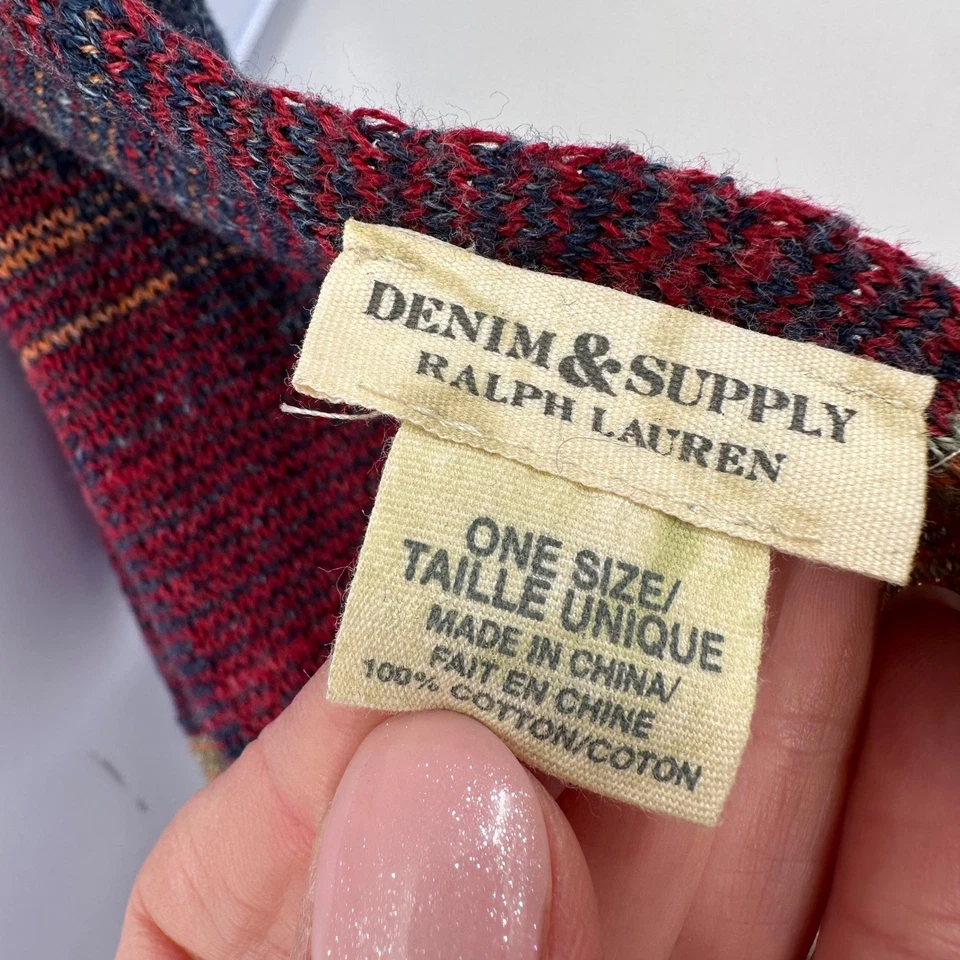 DENIM & SUPPLY
RALPH LAUREN
ONE SIZE/
TAILLE UNIQUE
MADE IN CHINA/
FAIT EN CHINE
100% COTTON/COTON